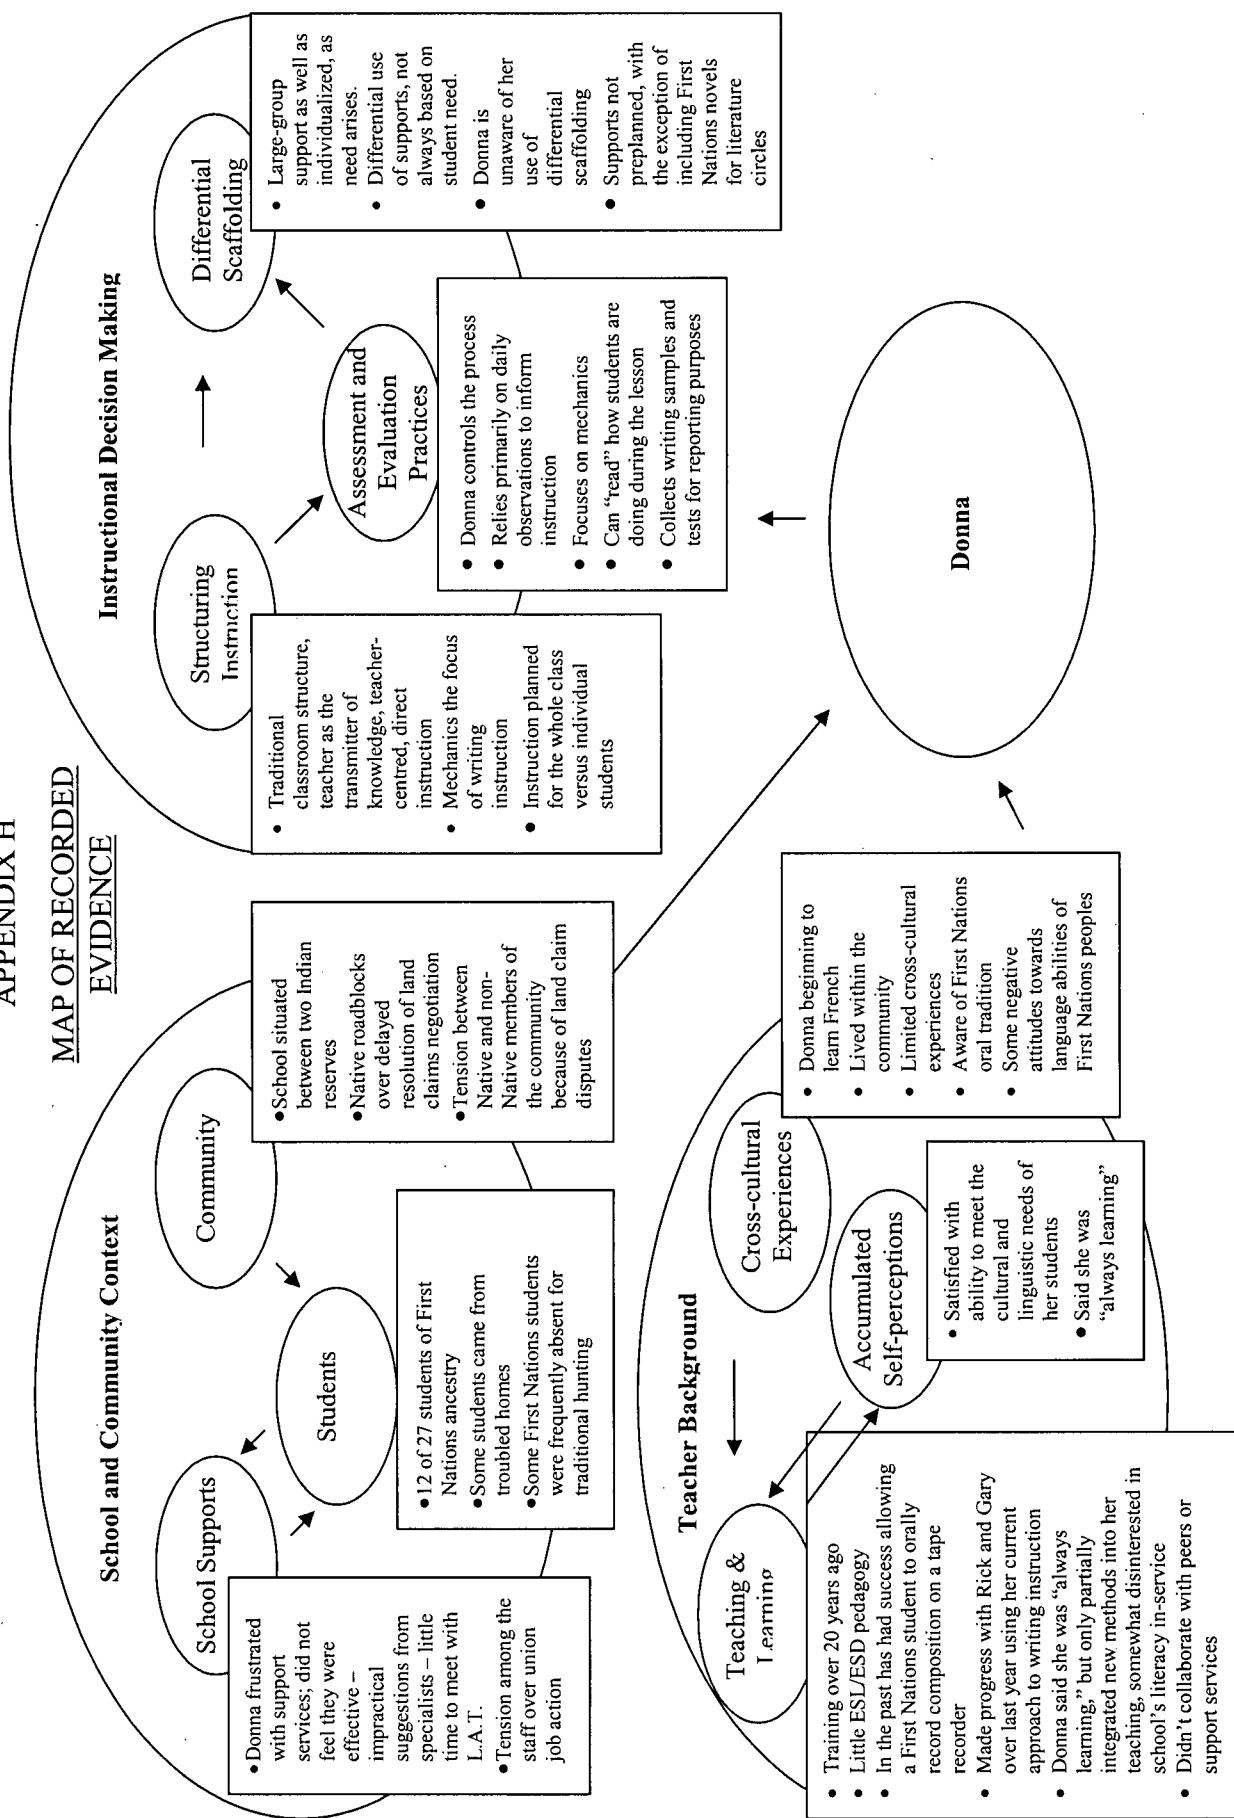 APPENDIX H
MAP OF RECORDED
EVIDENCE
School and Community Context
School Supports
Students
Community
•Donna frustrated
with support
services; did not
feel they were
effective –
impractical
suggestions from
specialists – little
time to meet with
L.A.T.
•Tension among the
staff over union
job action
•12 of 27 students of First
Nations ancestry
•Some students came from
troubled homes
•Some First Nations students
were frequently absent for
traditional hunting
•School situated
between two Indian
reserves
•Native roadblocks
over delayed
resolution of land
claims negotiation
•Tension between
Native and non-
Native members of
the community
because of land claim
disputes
Instructional Decision Making
Structuring
Instruction
Assessment and
Evaluation
Practices
Differential
Scaffolding
• Traditional
classroom structure,
teacher as the
transmitter of
knowledge, teacher-
centred, direct
instruction
• Mechanics the focus
of writing
instruction
• Instruction planned
for the whole class
versus individual
students
• Donna controls the process
• Relies primarily on daily
observations to inform
instruction
• Focuses on mechanics
• Can “read” how students are
doing during the lesson
• Collects writing samples and
tests for reporting purposes
• Large-group
support as well as
individualized, as
need arises.
• Differential use
of supports, not
always based on
student need.
• Donna is
unaware of her
use of
differential
scaffolding
• Supports not
preplanned, with
the exception of
including First
Nations novels
for literature
circles
Teacher Background
Teaching &
Learning
Accumulated
Self-perceptions
Cross-cultural
Experiences
• Training over 20 years ago
• Little ESL/ESD pedagogy
• In the past has had success allowing
a First Nations student to orally
record composition on a tape
recorder
• Made progress with Rick and Gary
over last year using her current
approach to writing instruction
• Donna said she was “always
learning,” but only partially
integrated new methods into her
teaching, somewhat disinterested in
school’s literacy in-service
• Didn’t collaborate with peers or
support services
• Satisfied with
ability to meet the
cultural and
linguistic needs of
her students
• Said she was
“always learning”
• Donna beginning to
learn French
• Lived within the
community
• Limited cross-cultural
experiences
• Aware of First Nations
oral tradition
• Some negative
attitudes towards
language abilities of
First Nations peoples
Donna